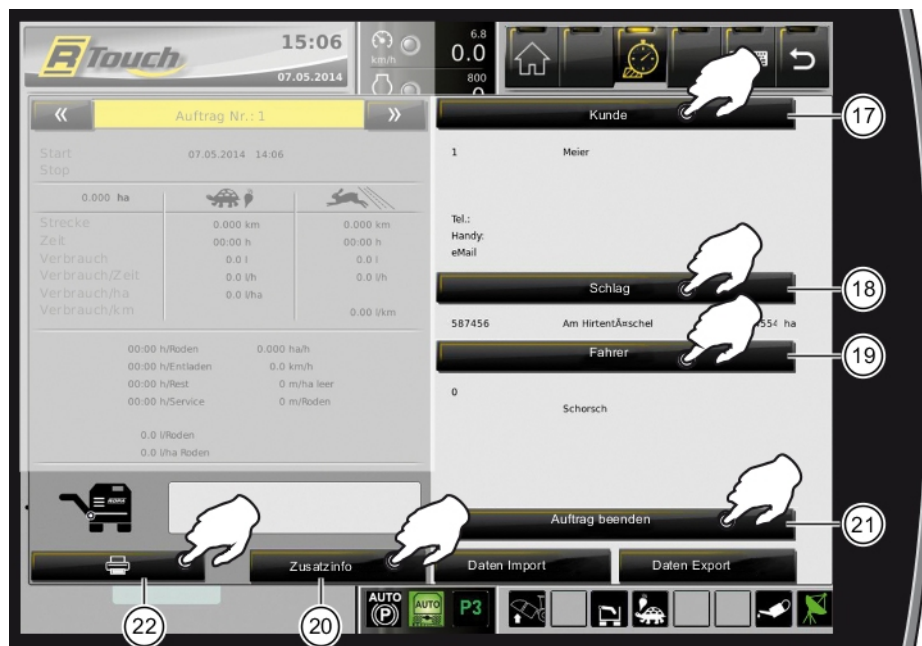 R Touch
15:06
07.05.2014
km/h
6.8
0.0
800
0
« Auftrag Nr.: 1 »
Start 07.05.2014 14:06
Stop
0.000 ha
Strecke 0.000 km 0.000 km
Zeit 00:00 h 00:00 h
Verbrauch 0.0 l 0.0 l
Verbrauch/Zeit 0.0 l/h 0.0 l/h
Verbrauch/ha 0.0 l/ha
Verbrauch/km 0.00 l/km
00:00 h/Roden 0.000 ha/h
00:00 h/Entladen 0.0 km/h
00:00 h/Rest 0 m/ha leer
00:00 h/Service 0 m/Roden
0.0 l/Roden
0.0 l/ha Roden
ROPA
Kunde
17
1 Meier
Tel.:
Handy:
eMail
Schlag
18
587456 Am HirtentÃ¤schel ha
Fahrer
19
0
Schorsch
Auftrag beenden
21
Zusatzinfo
Daten Import
Daten Export
22
20
AUTO
P
AUTO
P3